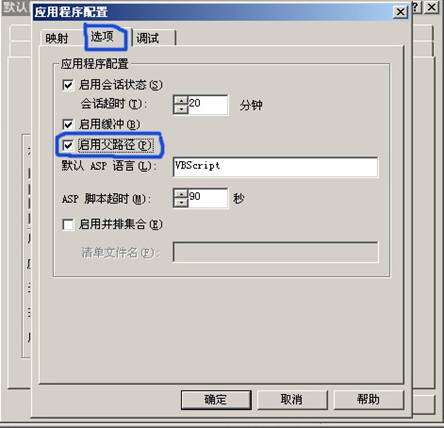 默认
应用程序配置
映射 选项 调试
应用程序配置
启用会话状态(S)
会话超时(T): 20 分钟
启用缓冲(B)
启用父路径(P)
默认 ASP 语言(L): VBScript
ASP 脚本超时(M): 90 秒
启用并排集合(E)
清单文件名(F):
确定 取消 帮助